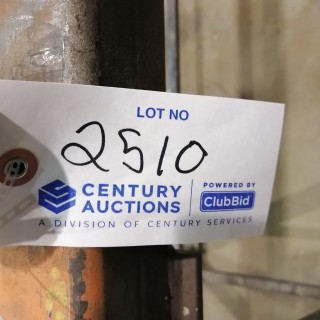 LOT NO
2510
CENTURY AUCTIONS
POWERED BY
ClubBid
A DIVISION OF CENTURY SERVICES